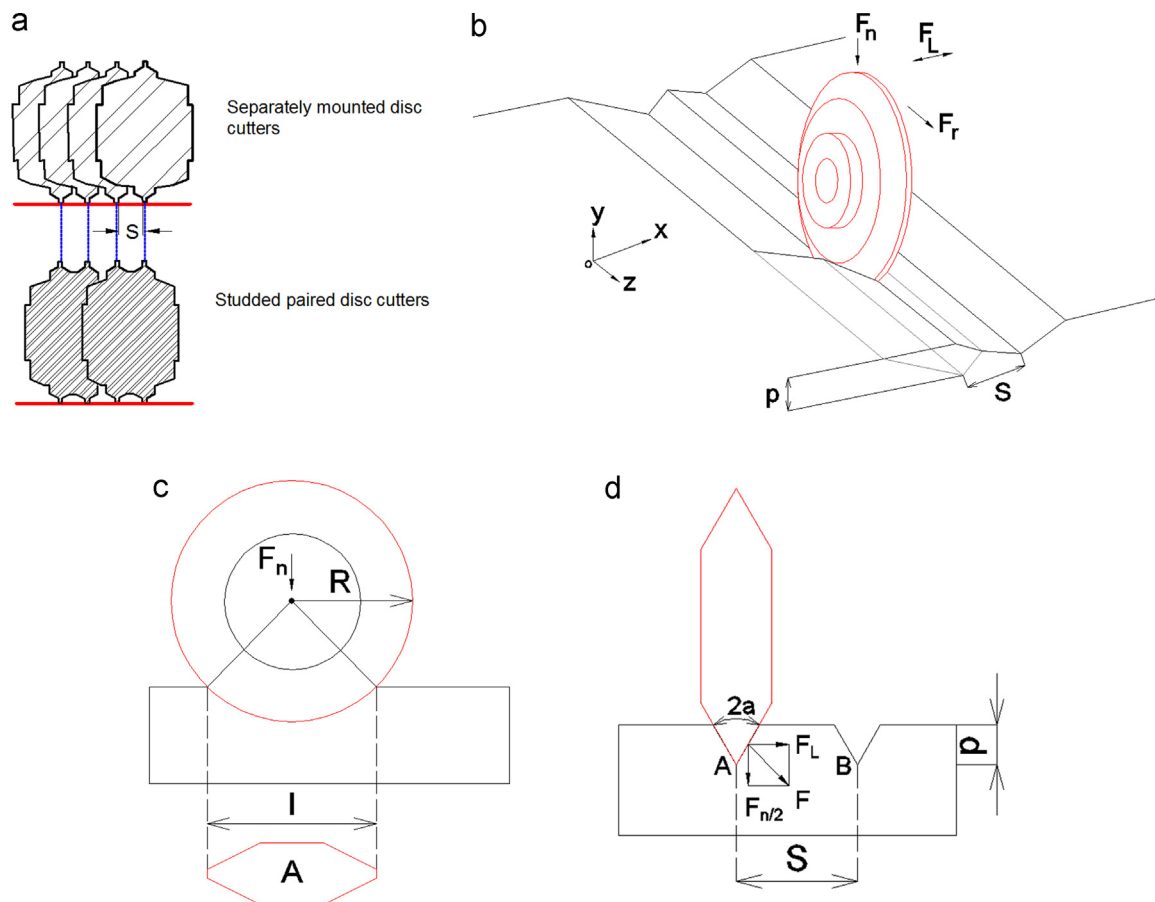 a
Separately mounted disc
cutters
S
Studded paired disc cutters
b
Fn
FL
Fr
y
x
o
z
p
S
c
Fn
R
l
A
d
2a
A
FL
B
Fn/2
F
p
S